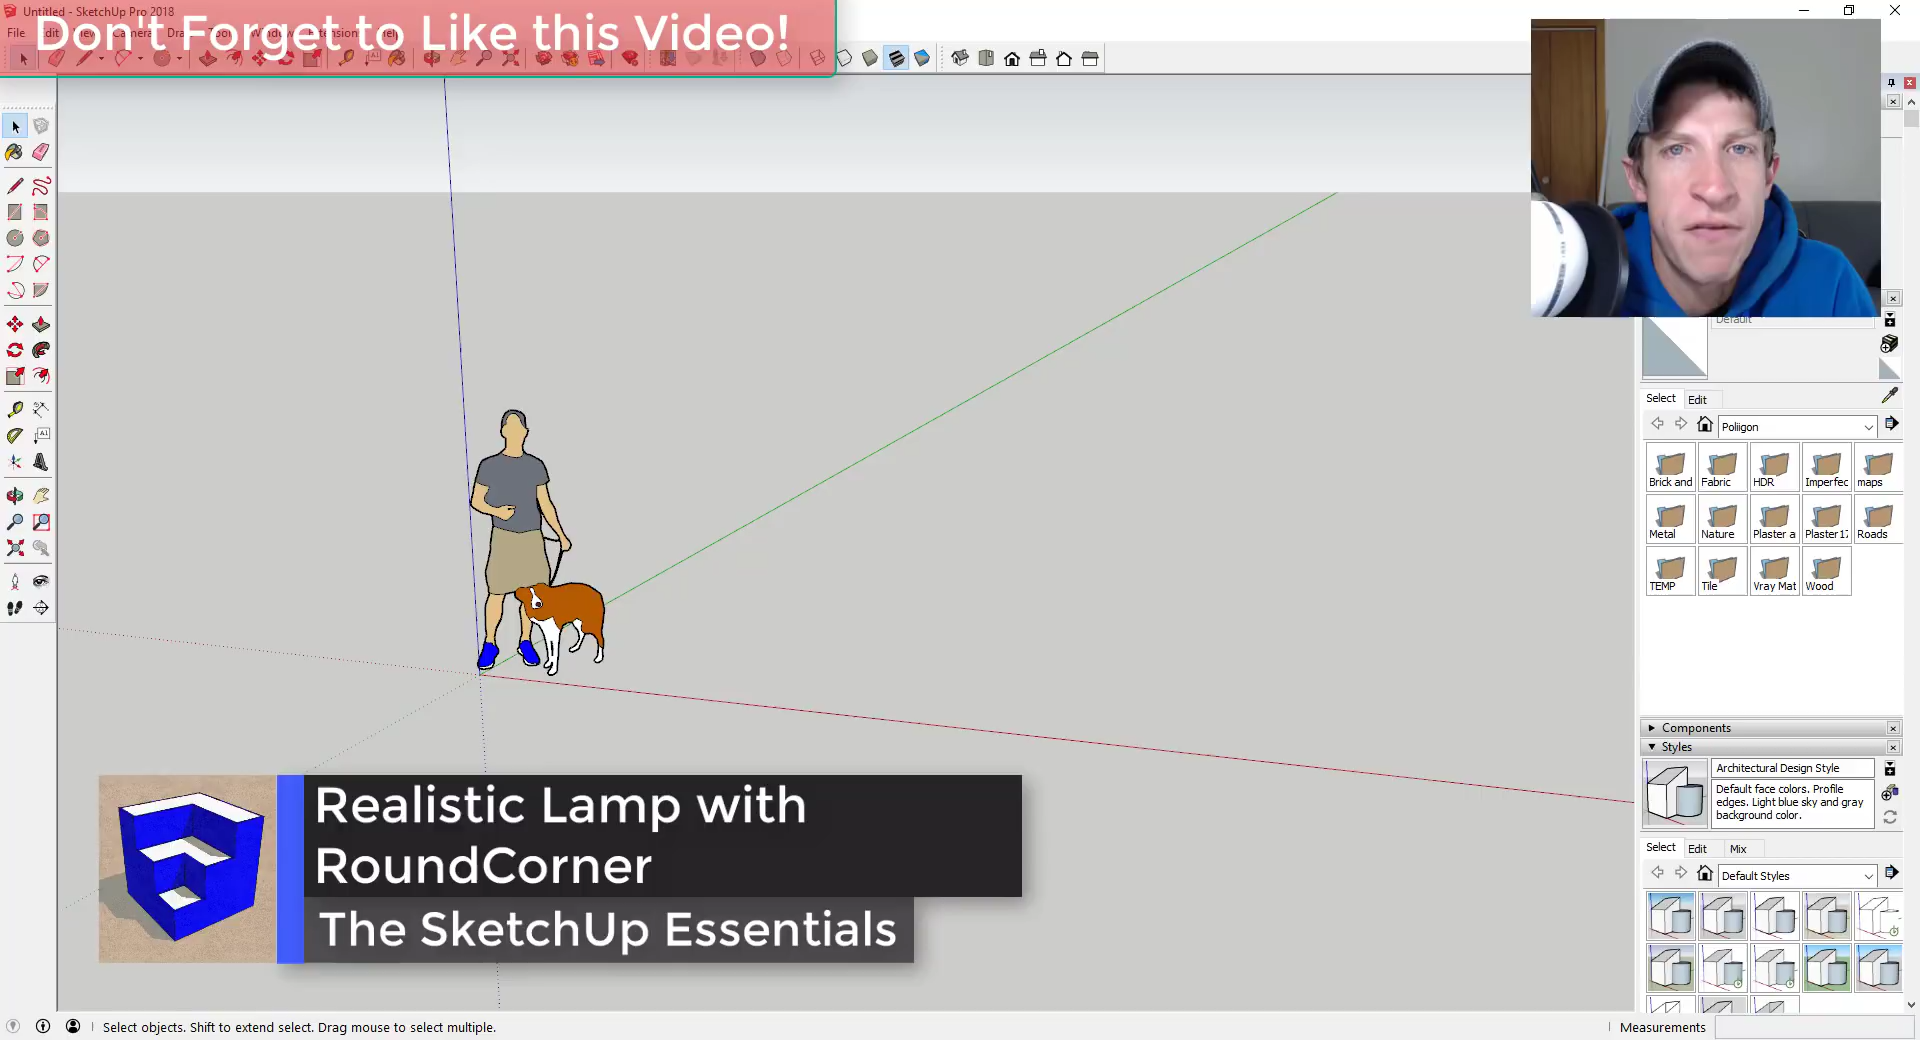 Untitled - SketchUp Pro 2018
Don't Forget to Like this Video!
File
Default
Select Edit
Poliigon
Brick and Fabric HDR Imperfec maps
Metal Nature Plaster a Plaster17 Roads
TEMP Tile Vray Mat Wood
Components
Styles
Architectural Design Style
Default face colors. Profile
edges. Light blue sky and gray
background color.
Select Edit Mix
Default Styles
Realistic Lamp with
RoundCorner
The SketchUp Essentials
Select objects. Shift to extend select. Drag mouse to select multiple.
Measurements